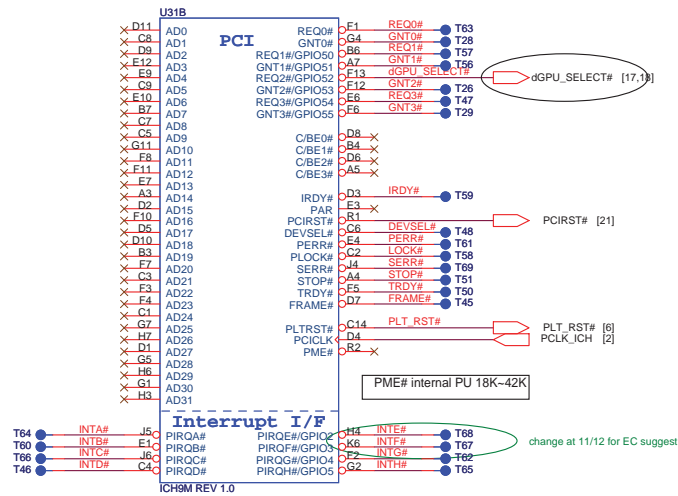 U31B
PCI
D11 AD0 REQ0# F1 REQ0# T63
C8 AD1 GNT0# G4 GNT0# T28
D9 AD2 REQ1#/GPIO50 B6 REQ1# T57
E12 AD3 GNT1#/GPIO51 A7 GNT1# T56
E9 AD4 REQ2#/GPIO52 F13 dGPU_SELECT# dGPU_SELECT# [17,18]
C9 AD5 GNT2#/GPIO53 F12 GNT2# T26
E10 AD6 REQ3#/GPIO54 E6 REQ3# T47
B7 AD7 GNT3#/GPIO55 F6 GNT3# T29
C7 AD8
C5 AD9 C/BE0# D8
G11 AD10 C/BE1# B4
F8 AD11 C/BE2# D6
F11 AD12 C/BE3# A5
E7 AD13
A3 AD14 IRDY# D3 IRDY# T59
D2 AD15 PAR E3
F10 AD16 PCIRST# R1 PCIRST# [21]
D5 AD17 DEVSEL# C6 DEVSEL# T48
D10 AD18 PERR# E4 PERR# T61
B3 AD19 PLOCK# C2 LOCK# T58
F7 AD20 SERR# J4 SERR# T69
C3 AD21 STOP# A4 STOP# T51
F3 AD22 TRDY# F5 TRDY# T50
F4 AD23 FRAME# D7 FRAME# T45
C1 AD24
G7 AD25 PLTRST# C14 PLT_RST# PLT_RST# [6]
H7 AD26 PCICLK D4 PCLK_ICH [2]
D1 AD27 PME# R2
G5 AD28
H6 AD29
G1 AD30
H3 AD31
PME# internal PU 18K~42K
Interrupt I/F
T64 INTA# J5 PIRQA# PIRQE#/GPIO2 H4 INTE# T68
T60 INTB# E1 PIRQB# PIRQF#/GPIO3 K6 INTF# T67
T66 INTC# J6 PIRQC# PIRQG#/GPIO4 F2 INTG# T62
T46 INTD# C4 PIRQD# PIRQH#/GPIO5 G2 INTH# T65
change at 11/12 for EC suggest
ICH9M REV 1.0